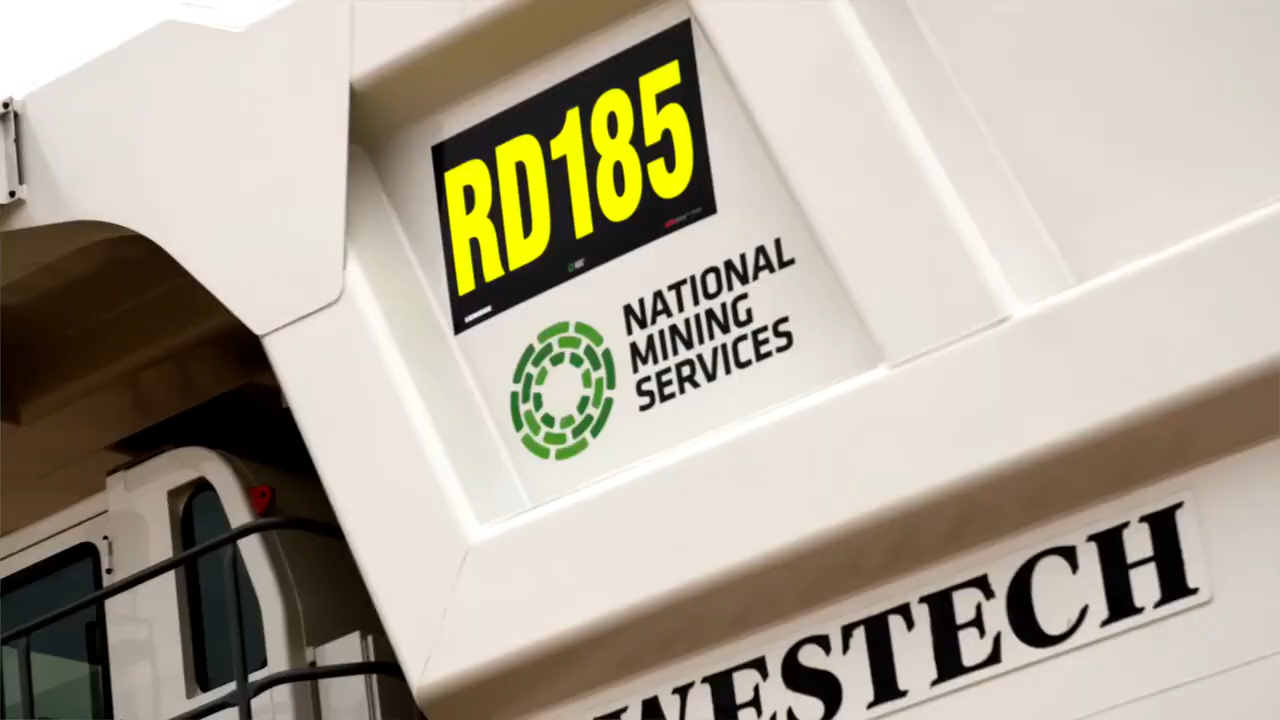 RD185
NATIONAL
MINING
SERVICES
WESTECH